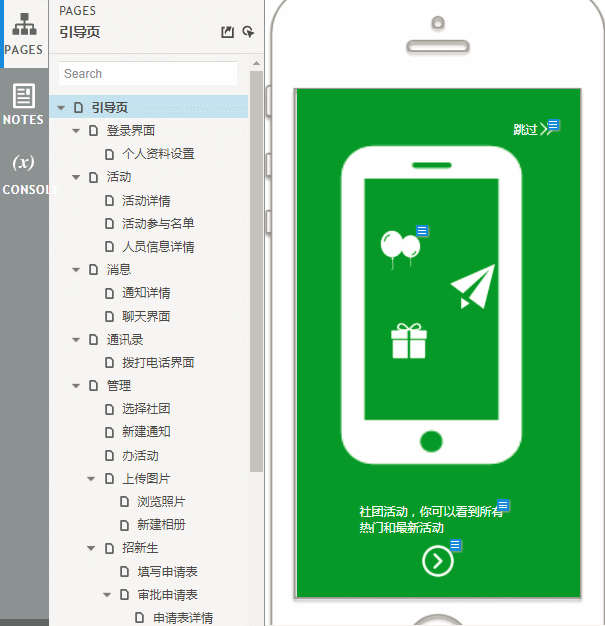 PAGES
引导页
PAGES
Search
NOTES
(x)
CONSOLE
引导页
登录界面
个人资料设置
活动
活动详情
活动参与名单
人员信息详情
消息
通知详情
聊天界面
通讯录
拨打电话界面
管理
选择社团
新建通知
办活动
上传图片
浏览照片
新建相册
招新生
填写申请表
审批申请表
申请表详情
跳过
社团活动，你可以看到所有
热门和最新活动